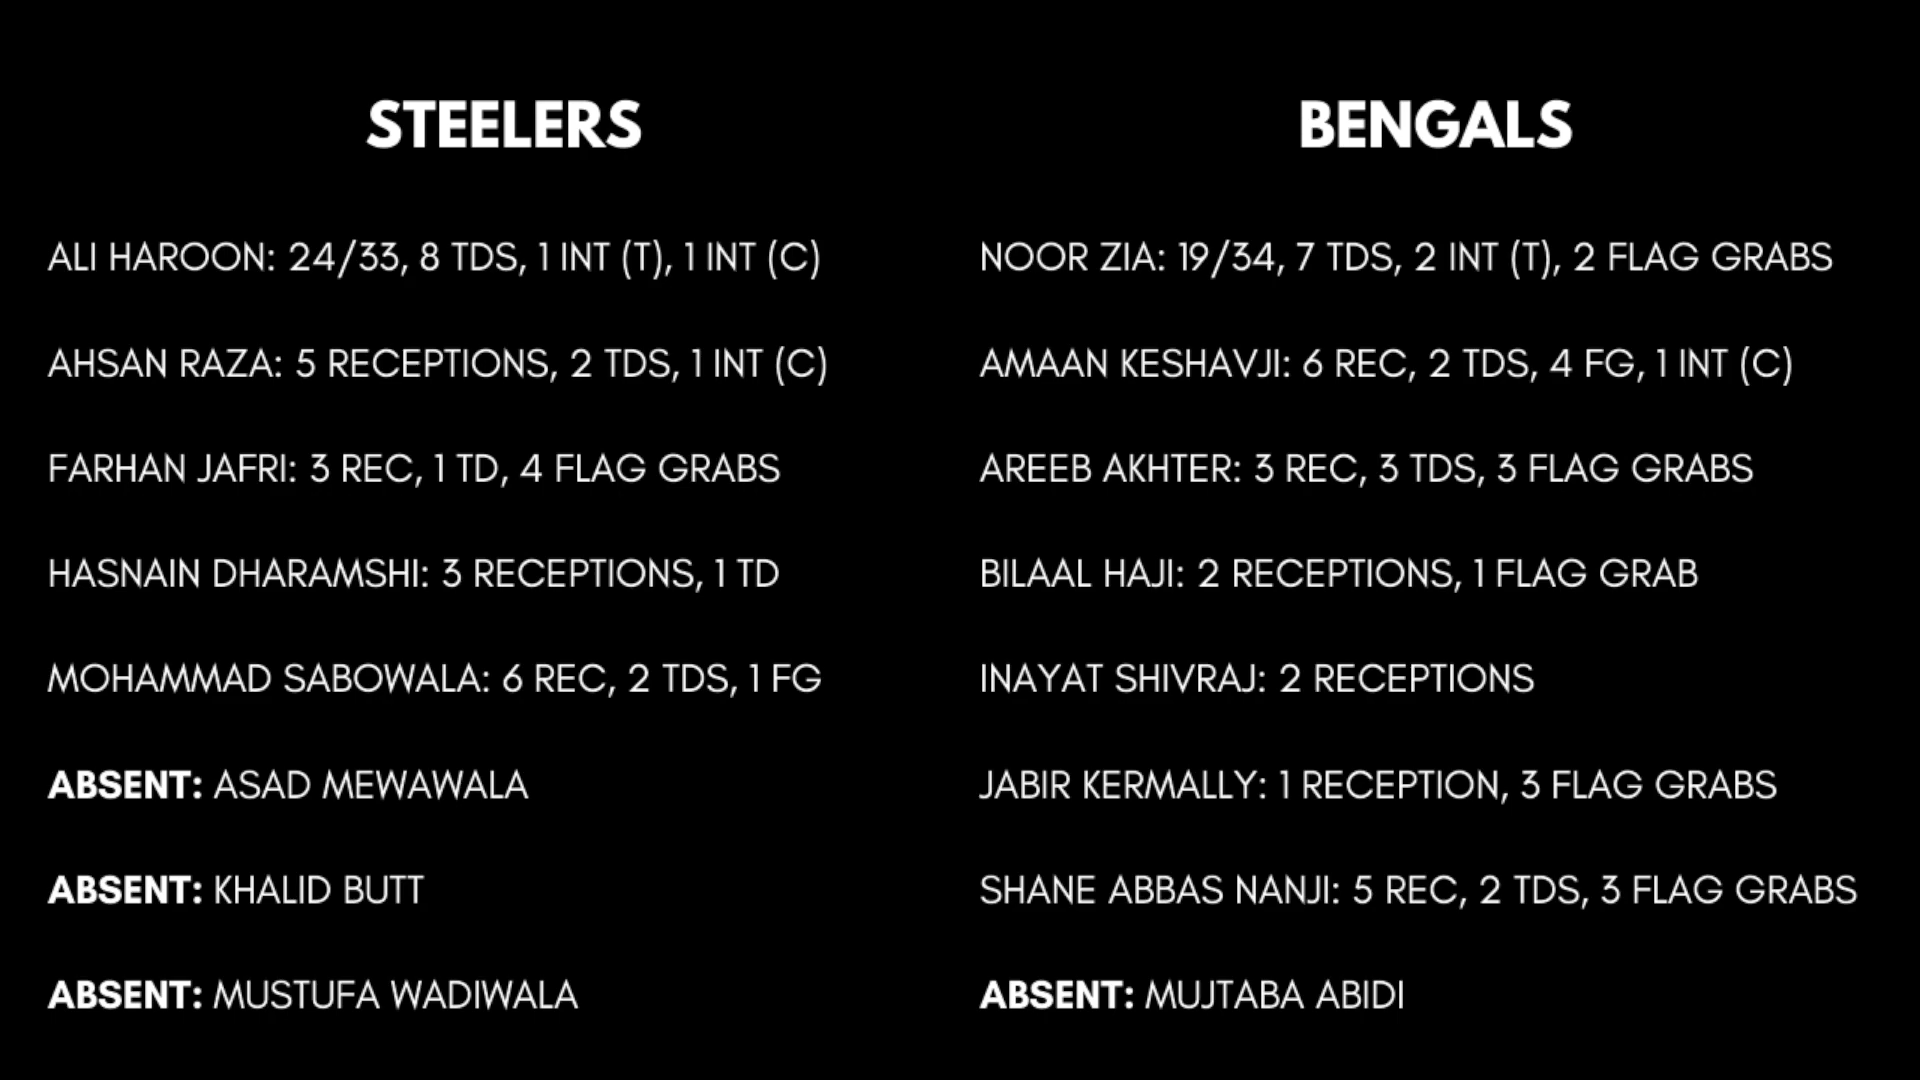 STEELERS
ALI HAROON: 24/33, 8 TDS, 1 INT (T), 1 INT (C)
AHSAN RAZA: 5 RECEPTIONS, 2 TDS, 1 INT (C)
FARHAN JAFRI: 3 REC, 1 TD, 4 FLAG GRABS
HASNAIN DHARAMSHI: 3 RECEPTIONS, 1 TD
MOHAMMAD SABOWALA: 6 REC, 2 TDS, 1 FG
ABSENT: ASAD MEWAWALA
ABSENT: KHALID BUTT
ABSENT: MUSTUFA WADIWALA
BENGALS
NOOR ZIA: 19/34, 7 TDS, 2 INT (T), 2 FLAG GRABS
AMAAN KESHAVJI: 6 REC, 2 TDS, 4 FG, 1 INT (C)
AREEB AKHTER: 3 REC, 3 TDS, 3 FLAG GRABS
BILAAL HAJI: 2 RECEPTIONS, 1 FLAG GRAB
INAYAT SHIVRAJ: 2 RECEPTIONS
JABIR KERMALLY: 1 RECEPTION, 3 FLAG GRABS
SHANE ABBAS NANJI: 5 REC, 2 TDS, 3 FLAG GRABS
ABSENT: MUJTABA ABIDI